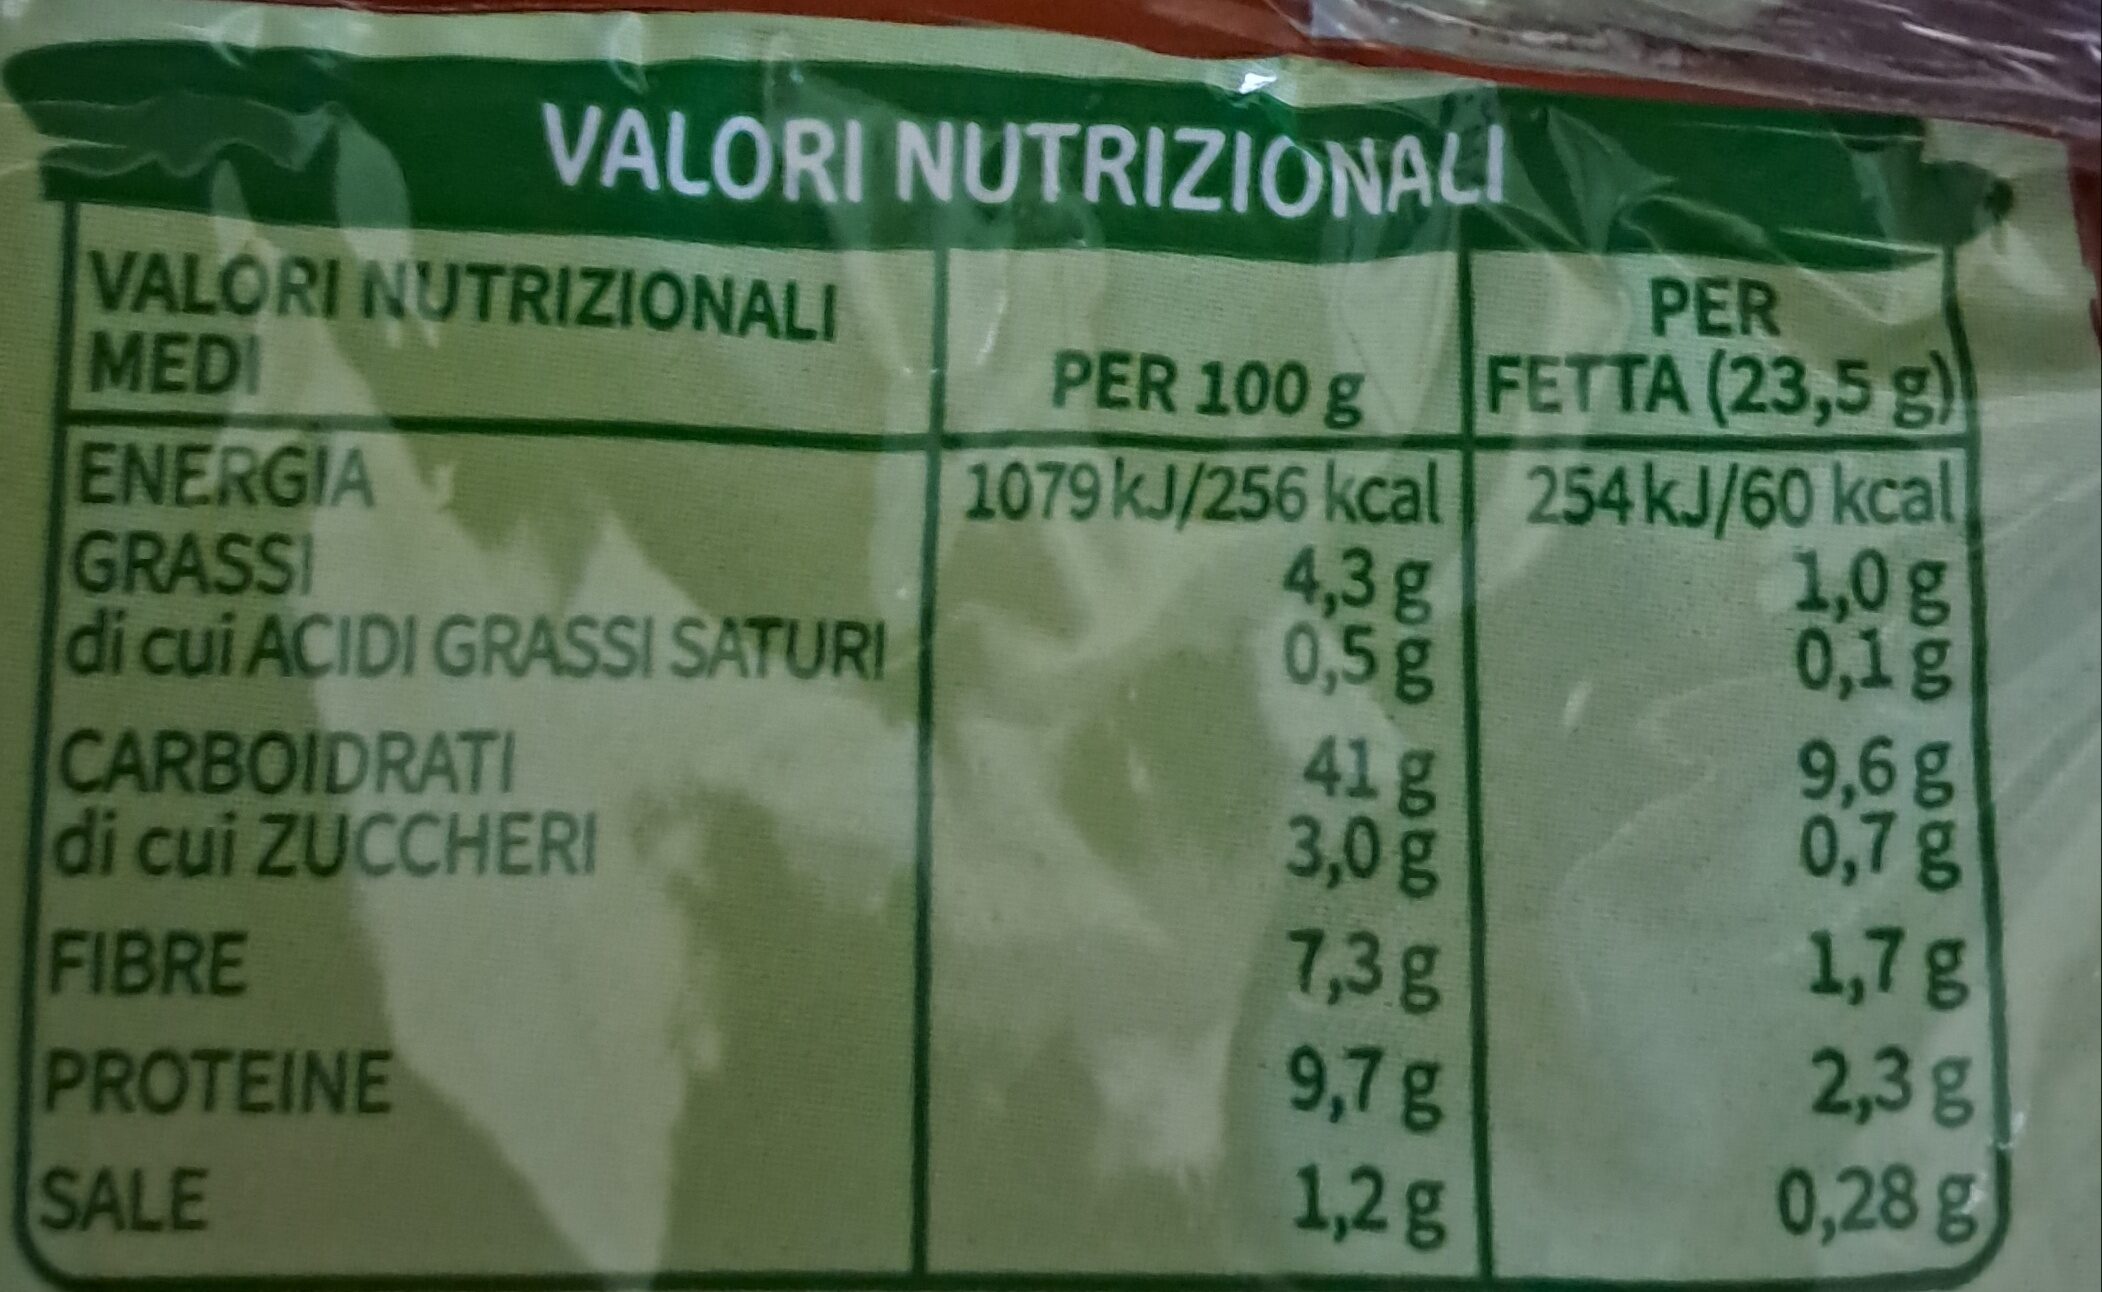 VALORI NUTRIZIONALI
VALORI NUTRIZIONALI
MEDI
PER 100 g
PER
FETTA (23,5 g)
ENERGIA 1079 kJ/256 kcal 254 kJ/60 kcal
GRASSI 4,3 g 1,0 g
di cui ACIDI GRASSI SATURI 0,5 g 0,1 g
CARBOIDRATI 41 g 9,6 g
di cui ZUCCHERI 3,0 g 0,7 g
FIBRE 7,3 g 1,7 g
PROTEINE 9,7 g 2,3 g
SALE 1,2 g 0,28 g